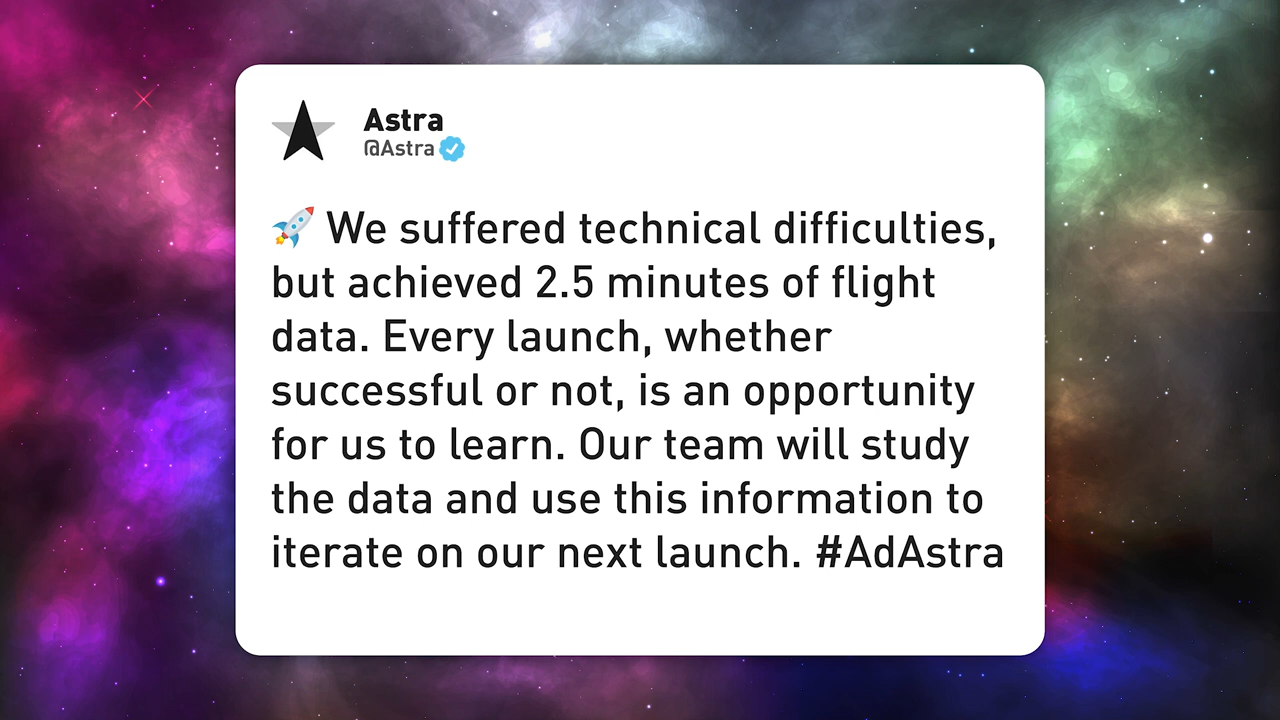 Astra
@Astra
🚀 We suffered technical difficulties,
but achieved 2.5 minutes of flight
data. Every launch, whether
successful or not, is an opportunity
for us to learn. Our team will study
the data and use this information to
iterate on our next launch. #AdAstra